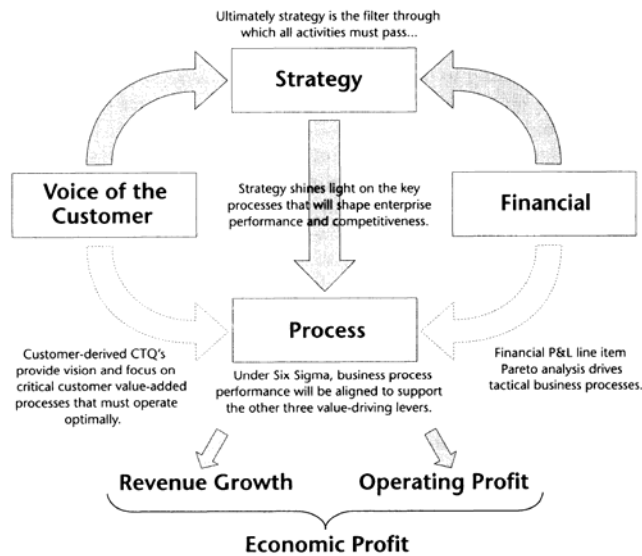 Ultimately strategy is the filter through
which all activities must pass...
Strategy
Voice of the
Customer
Strategy shines light on the key
processes that will shape enterprise
performance and competitiveness.
Financial
Process
Customer-derived CTQ's
provide vision and focus on
critical customer value-added
processes that must operate
optimally.
Under Six Sigma, business process
performance will be aligned to support
the other three value-driving levers.
Financial P&L line item
Pareto analysis drives
tactical business processes.
Revenue Growth
Operating Profit
Economic Profit